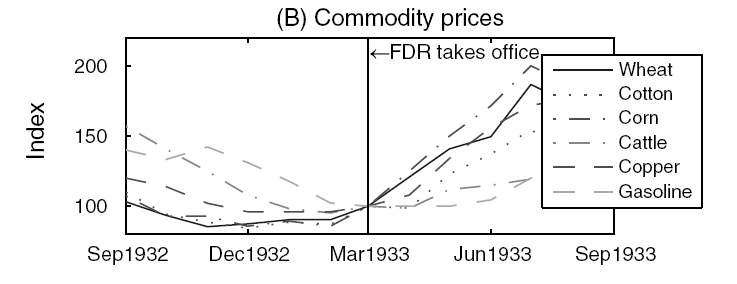 (B) Commodity prices
←FDR takes office
200
150
100
Index
Wheat
Cotton
Corn
Cattle
Copper
Gasoline
Sep1932 Dec1932 Mar1933 Jun1933 Sep1933